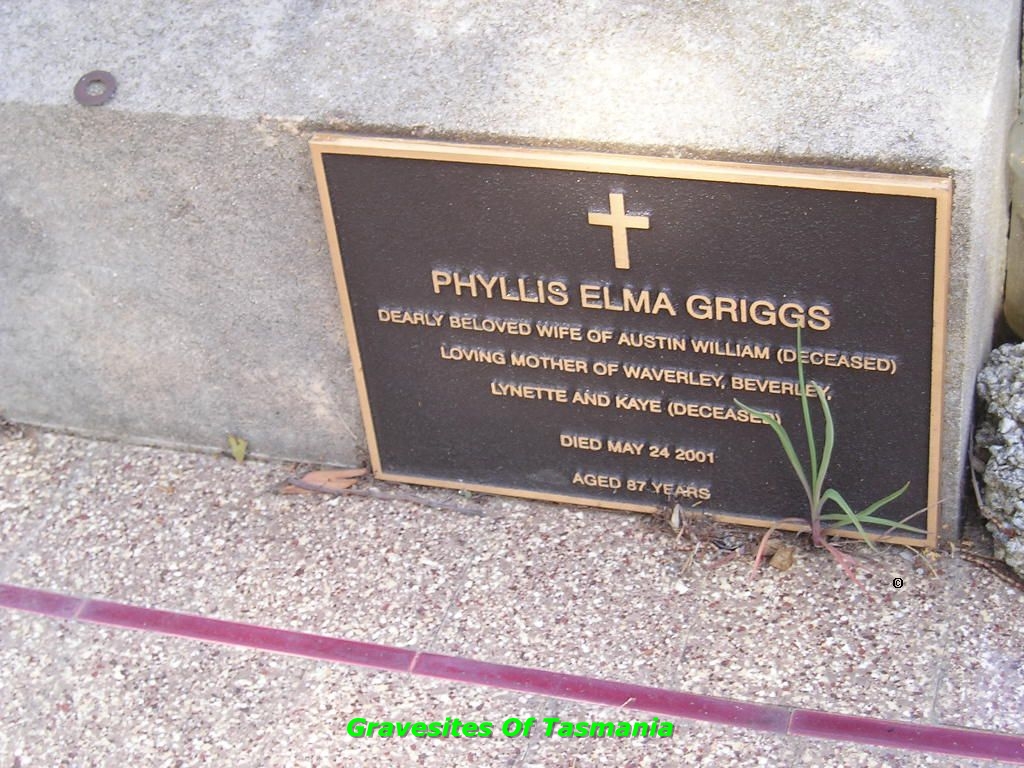 PHYLLIS ELMA GRIGGS
DEARLY BELOVED WIFE OF AUSTIN WILLIAM (DECEASED)
LOVING MOTHER OF WAVERLEY, BEVERLEY,
LYNETTE AND KAYE (DECEASED)
DIED MAY 24 2001
AGED 87 YEARS
©
Gravesites Of Tasmania